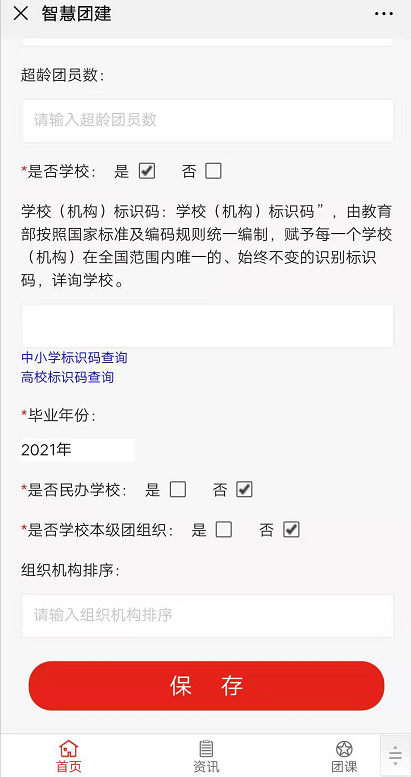 智慧团建
超龄团员数：
请输入超龄团员数
*是否学校： 是 否
学校（机构）标识码：学校（机构）标识码”，由教育
部按照国家标准及编码规则统一编制，赋予每一个学校
（机构）在全国范围内唯一的、始终不变的识别标识
码，详询学校。
中小学标识码查询
高校标识码查询
*毕业年份：
2021年
*是否民办学校： 是 否
*是否学校本级团组织： 是 否
组织机构排序：
请输入组织机构排序
保 存
首页 资讯 团课